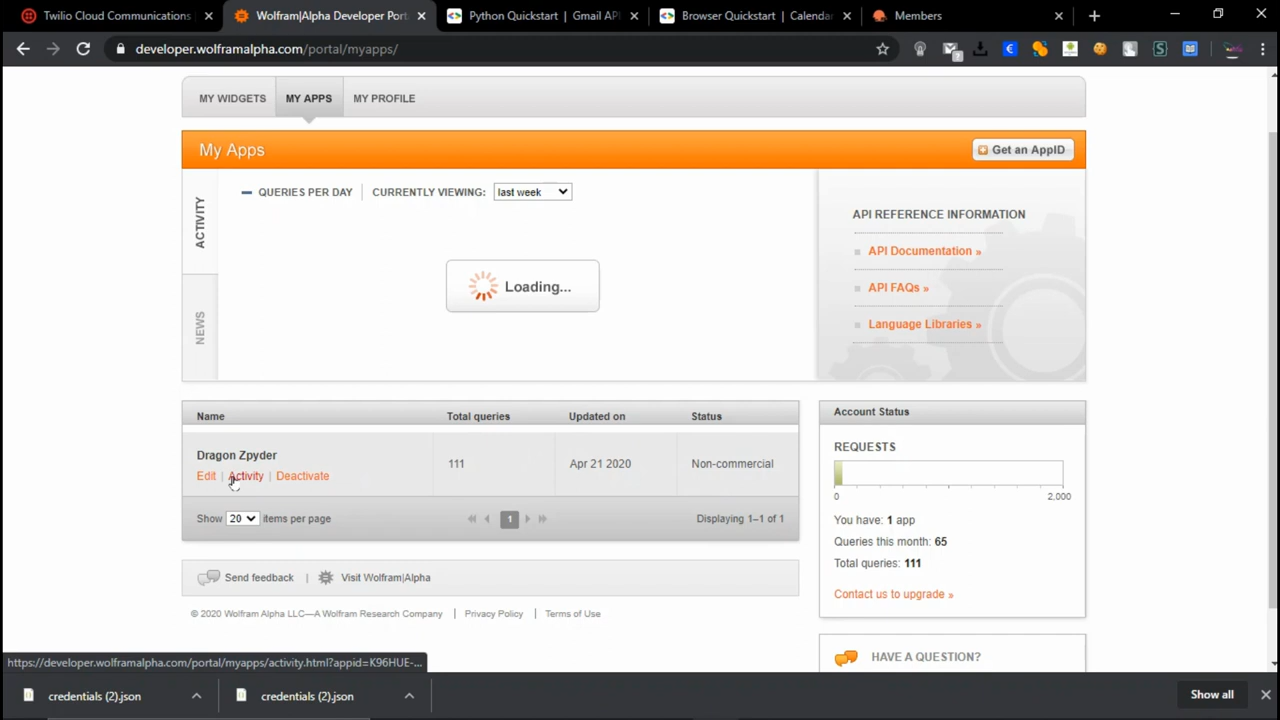 Twilio Cloud Communications
Wolfram|Alpha Developer Port
Python Quickstart | Gmail API
Browser Quickstart | Calenda
Members
developer.wolframalpha.com/portal/myapps/
MY WIDGETS
MY APPS
MY PROFILE
My Apps
Get an AppID
ACTIVITY
NEWS
QUERIES PER DAY
CURRENTLY VIEWING:
last week
Loading...
API REFERENCE INFORMATION
API Documentation »
API FAQs »
Language Libraries »
Name
Total queries
Updated on
Status
Dragon Zpyder
Edit | Activity | Deactivate
111
Apr 21 2020
Non-commercial
Show 20 items per page
1
Displaying 1–1 of 1
Account Status
REQUESTS
0
2,000
You have: 1 app
Queries this month: 65
Total queries: 111
Contact us to upgrade »
Send feedback | Visit Wolfram|Alpha
© 2020 Wolfram Alpha LLC—A Wolfram Research Company | Privacy Policy | Terms of Use
HAVE A QUESTION?
https://developer.wolframalpha.com/portal/myapps/activity.html?appid=K96HUE-...
credentials (2).json
credentials (2).json
Show all